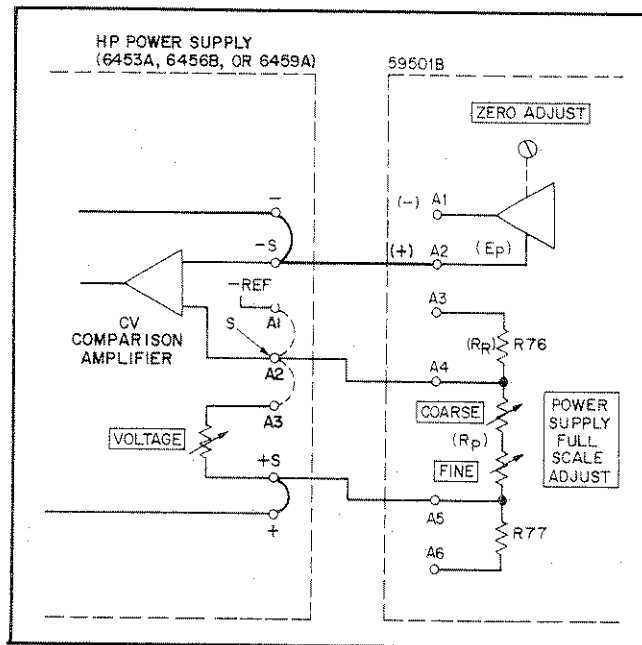 HP POWER SUPPLY
(6453A, 6456B, OR 6459A)
59501B
ZERO ADJUST
−
(−) A1
−S
(+) A2 (Ep)
−REF
A3
CV
COMPARISON
AMPLIFIER
S
A1
(RR) R76
A2
A4
A3
COARSE
VOLTAGE
(Rp)
POWER
SUPPLY
FULL
SCALE
ADJUST
+S
FINE
A5
+
R77
A6